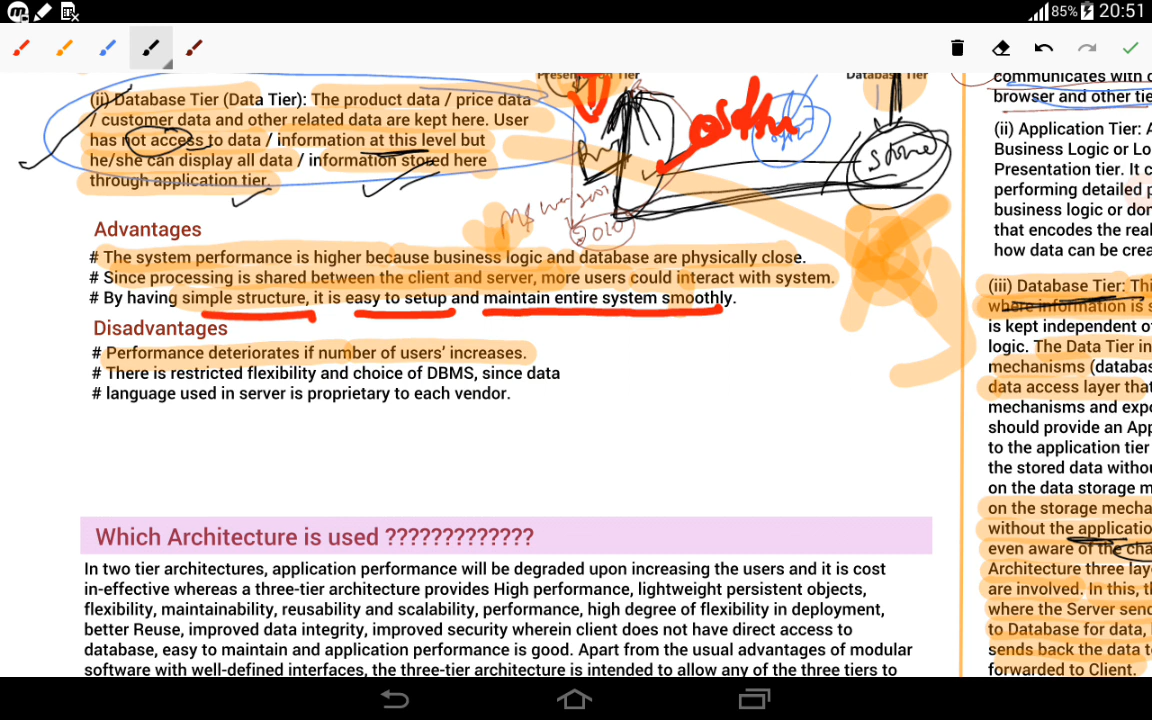 85% 20:51
Presentation Tier
Database Tier
(ii) Database Tier (Data Tier): The product data / price data
/ customer data and other related data are kept here. User
has not access to data / information at this level but
he/she can display all data / information stored here
through application tier.
store
2010
Advantages
# The system performance is higher because business logic and database are physically close.
# Since processing is shared between the client and server, more users could interact with system.
# By having simple structure, it is easy to setup and maintain entire system smoothly.
Disadvantages
# Performance deteriorates if number of users’ increases.
# There is restricted flexibility and choice of DBMS, since data
# language used in server is proprietary to each vendor.
Which Architecture is used ?????????????
In two tier architectures, application performance will be degraded upon increasing the users and it is cost
in-effective whereas a three-tier architecture provides High performance, lightweight persistent objects,
flexibility, maintainability, reusability and scalability, performance, high degree of flexibility in deployment,
better Reuse, improved data integrity, improved security wherein client does not have direct access to
database, easy to maintain and application performance is good. Apart from the usual advantages of modular
software with well-defined interfaces, the three-tier architecture is intended to allow any of the three tiers to
communicates with
browser and other tie
(ii) Application Tier: A
Business Logic or Lo
Presentation tier. It c
performing detailed p
business logic or don
that encodes the real
how data can be crea
(iii) Database Tier: Thi
where information is s
is kept independent o
logic. The Data Tier in
mechanisms (databas
data access layer that
mechanisms and expo
should provide an App
to the application tier
the stored data withou
on the data storage m
on the storage mecha
without the applicatio
even aware of the cha
Architecture three lay
are involved. In this, t
where the Server send
to Database for data,
sends back the data t
forwarded to Client.